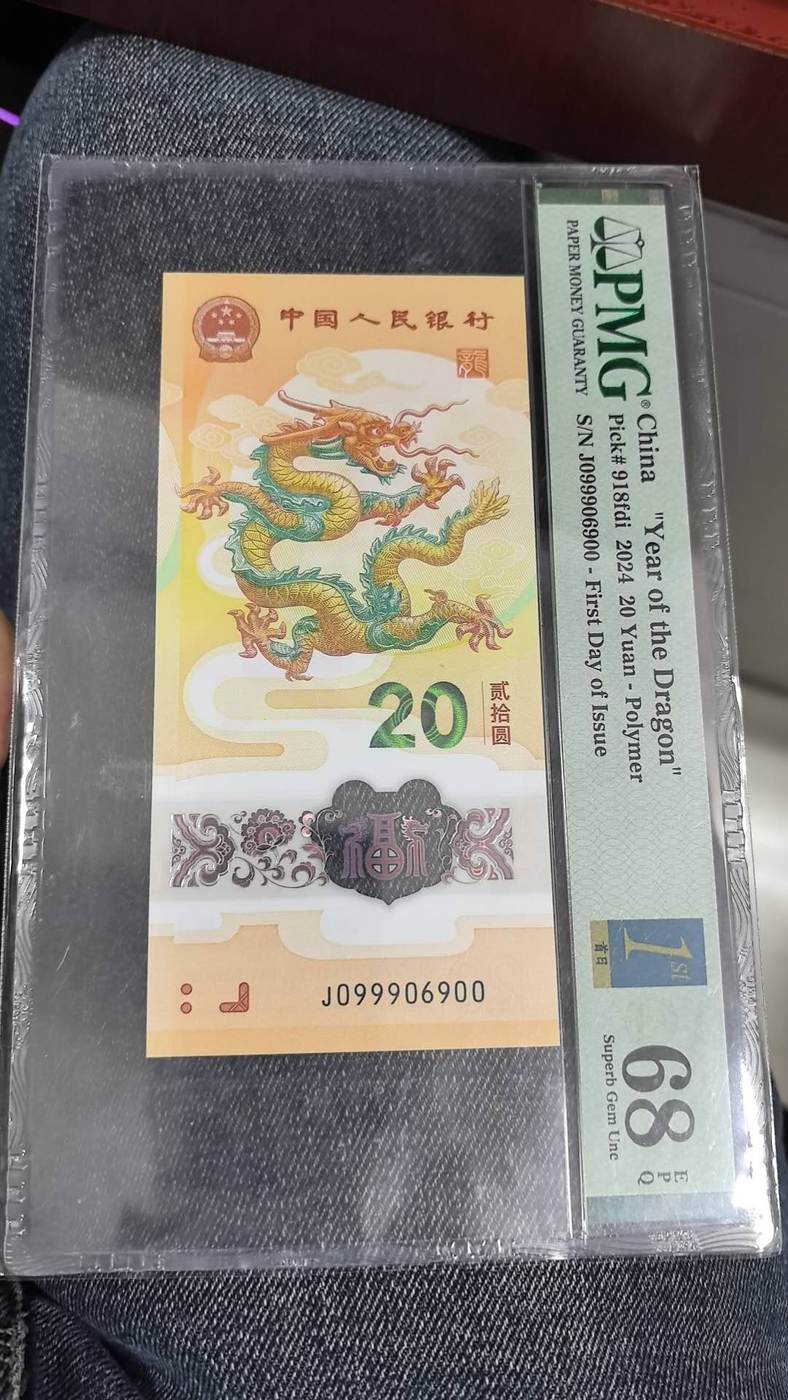 中国人民银行
龍
20
贰拾圆
福
J099906900
PMG®
PAPER MONEY GUARANTY
China "Year of the Dragon"
Pick# 918fdi 2024 20 Yuan - Polymer
S/N J099906900 - First Day of Issue
1st
首日
68
EPQ
Superb Gem Unc